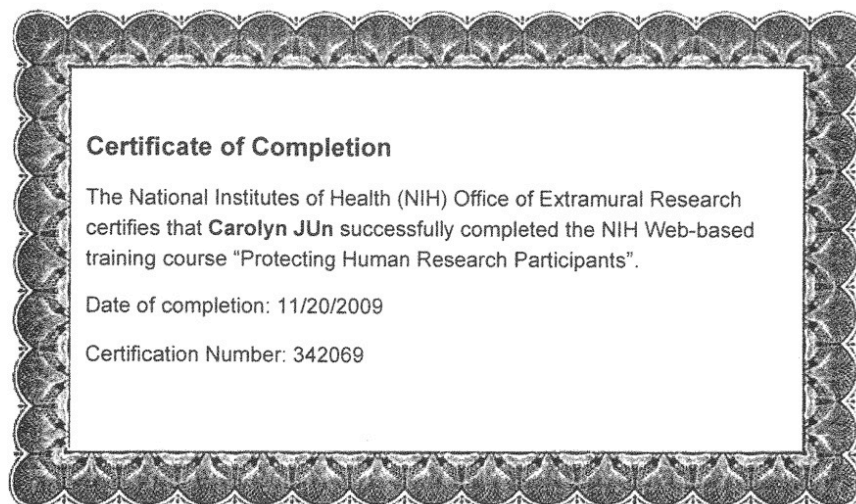 Certificate of Completion
The National Institutes of Health (NIH) Office of Extramural Research
certifies that Carolyn JUn successfully completed the NIH Web-based
training course “Protecting Human Research Participants”.
Date of completion: 11/20/2009
Certification Number: 342069